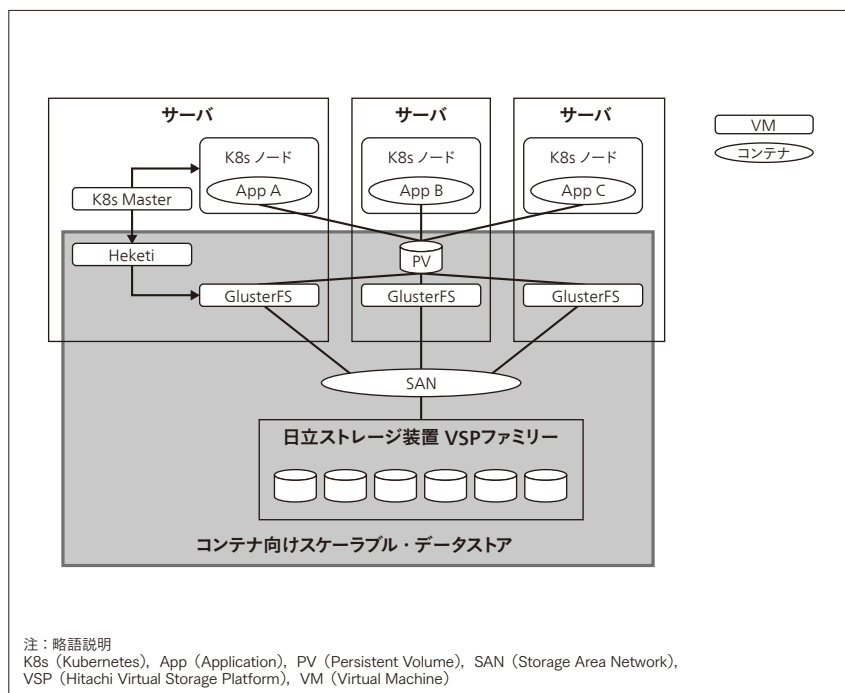 サーバ
サーバ
サーバ
VM
コンテナ
K8s ノード
K8s ノード
K8s ノード
App A
App B
App C
K8s Master
Heketi
PV
GlusterFS
GlusterFS
GlusterFS
SAN
日立ストレージ装置 VSPファミリー
コンテナ向けスケーラブル・データストア
注：略語説明
K8s（Kubernetes），App（Application），PV（Persistent Volume），SAN（Storage Area Network），
VSP（Hitachi Virtual Storage Platform），VM（Virtual Machine）